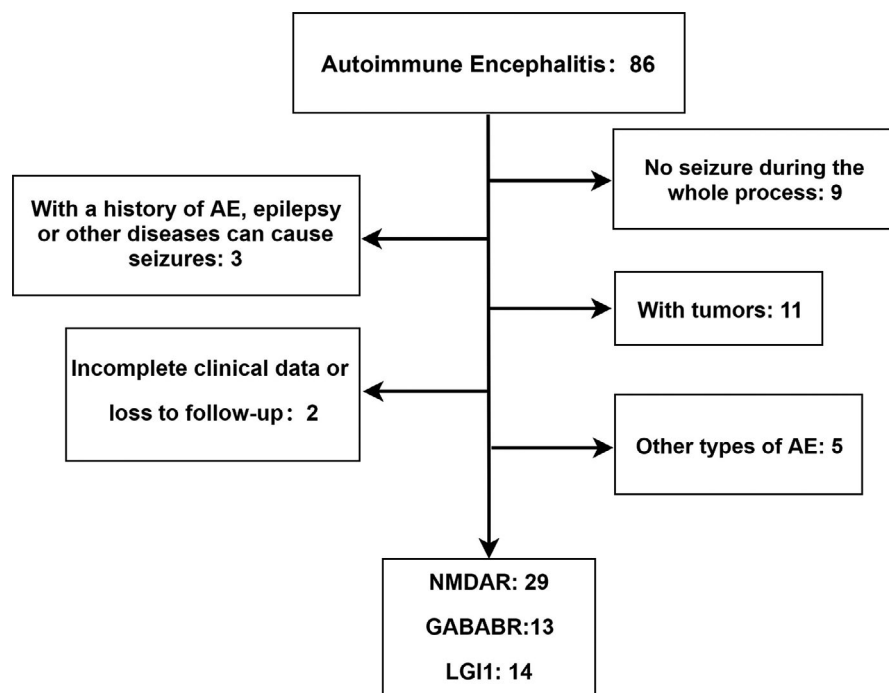 Autoimmune Encephalitis: 86
No seizure during the
whole process: 9
With a history of AE, epilepsy
or other diseases can cause
seizures: 3
With tumors: 11
Incomplete clinical data or
loss to follow-up: 2
Other types of AE: 5
NMDAR: 29
GABABR:13
LGI1: 14